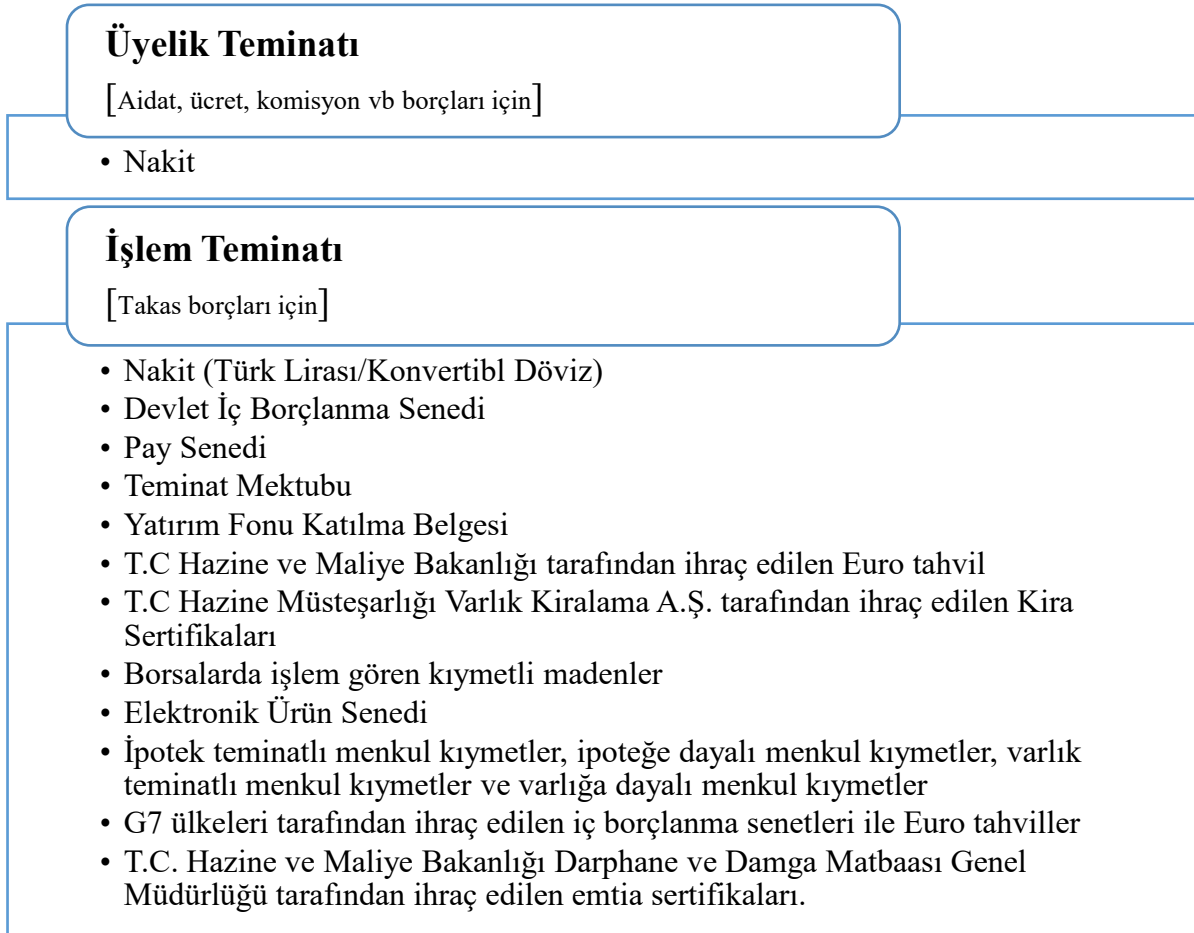 Üyelik Teminatı
[Aidat, ücret, komisyon vb borçları için]
• Nakit
İşlem Teminatı
[Takas borçları için]
• Nakit (Türk Lirası/Konvertibl Döviz)
• Devlet İç Borçlanma Senedi
• Pay Senedi
• Teminat Mektubu
• Yatırım Fonu Katılma Belgesi
• T.C Hazine ve Maliye Bakanlığı tarafından ihraç edilen Euro tahvil
• T.C Hazine Müsteşarlığı Varlık Kiralama A.Ş. tarafından ihraç edilen Kira
Sertifikaları
• Borsalarda işlem gören kıymetli madenler
• Elektronik Ürün Senedi
• İpotek teminatlı menkul kıymetler, ipoteğe dayalı menkul kıymetler, varlık
teminatlı menkul kıymetler ve varlığa dayalı menkul kıymetler
• G7 ülkeleri tarafından ihraç edilen iç borçlanma senetleri ile Euro tahviller
• T.C. Hazine ve Maliye Bakanlığı Darphane ve Damga Matbaası Genel
Müdürlüğü tarafından ihraç edilen emtia sertifikaları.